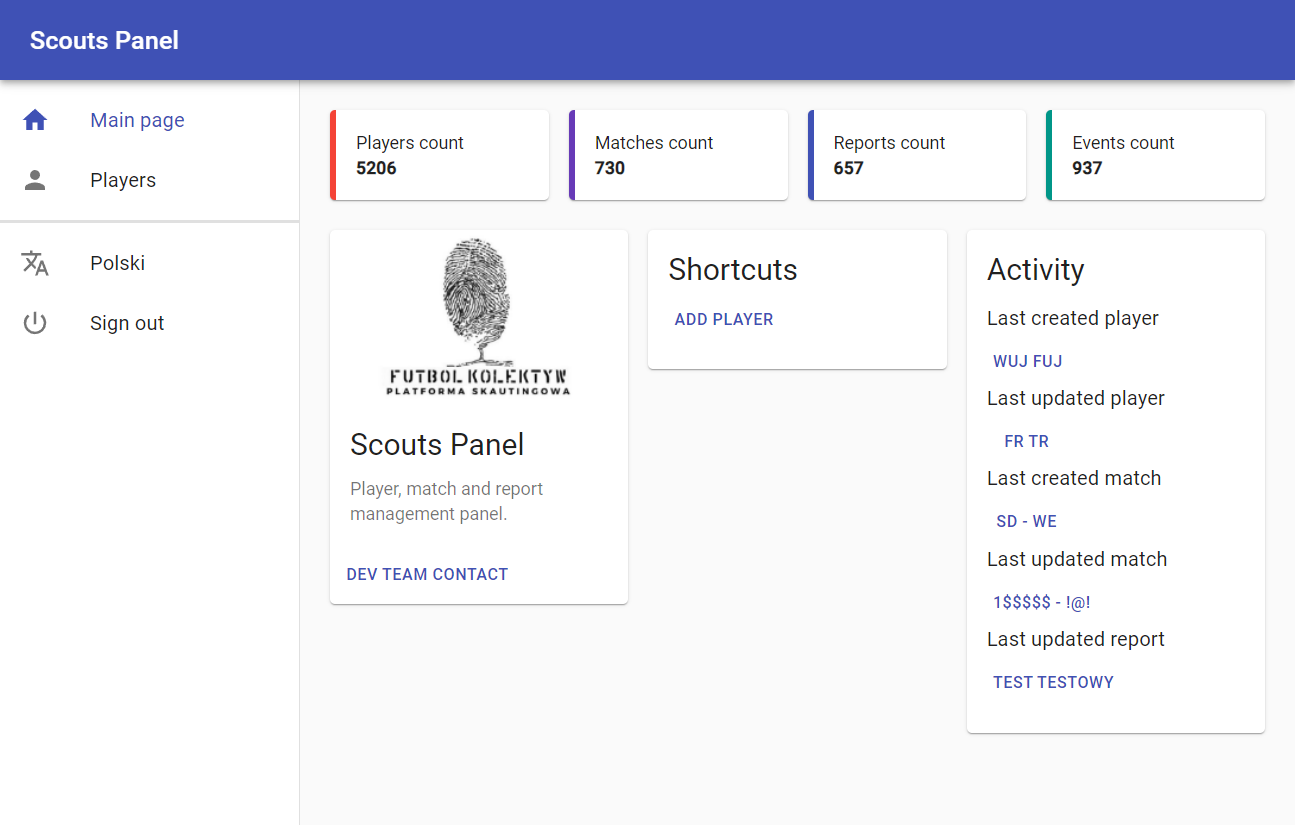 Scouts Panel
Main page
Players
Polski
Sign out
Players count
5206
Matches count
730
Reports count
657
Events count
937
FUTBOL KOLEKTYW
PLATFORMA SKAUTINGOWA
Scouts Panel
Player, match and report
management panel.
DEV TEAM CONTACT
Shortcuts
ADD PLAYER
Activity
Last created player
WUJ FUJ
Last updated player
FR TR
Last created match
SD - WE
Last updated match
1$$$$$ - !@!
Last updated report
TEST TESTOWY